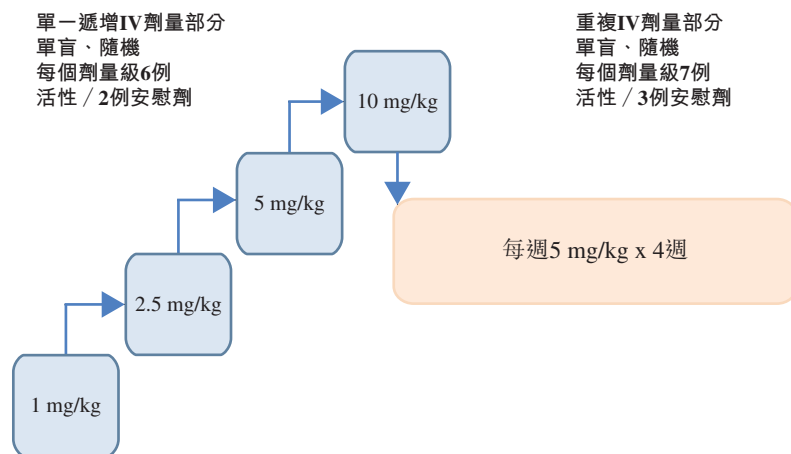 單一遞增IV劑量部分
單盲、隨機
每個劑量級6例
活性／2例安慰劑
重複IV劑量部分
單盲、隨機
每個劑量級7例
活性／3例安慰劑
10 mg/kg
5 mg/kg
每週5 mg/kg x 4週
2.5 mg/kg
1 mg/kg